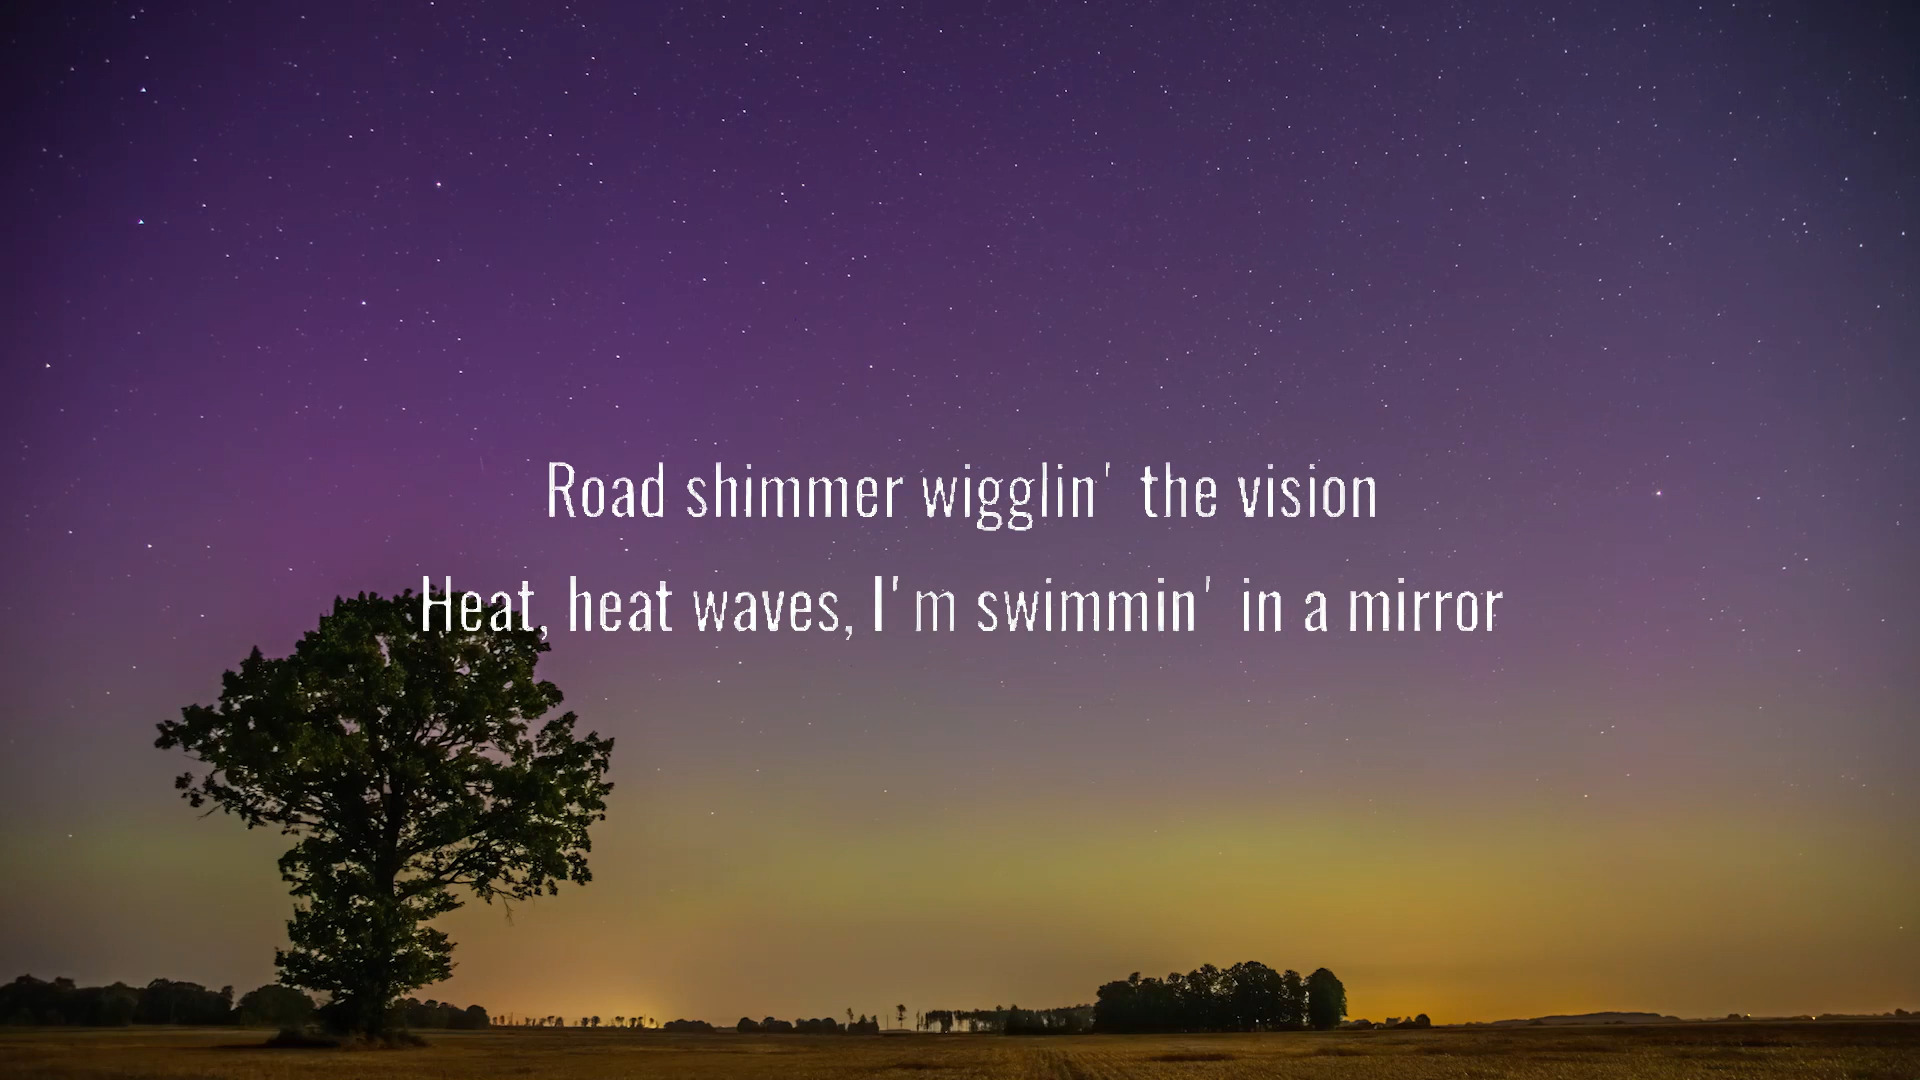 Road shimmer wigglin' the vision
Heat, heat waves, I'm swimmin' in a mirror